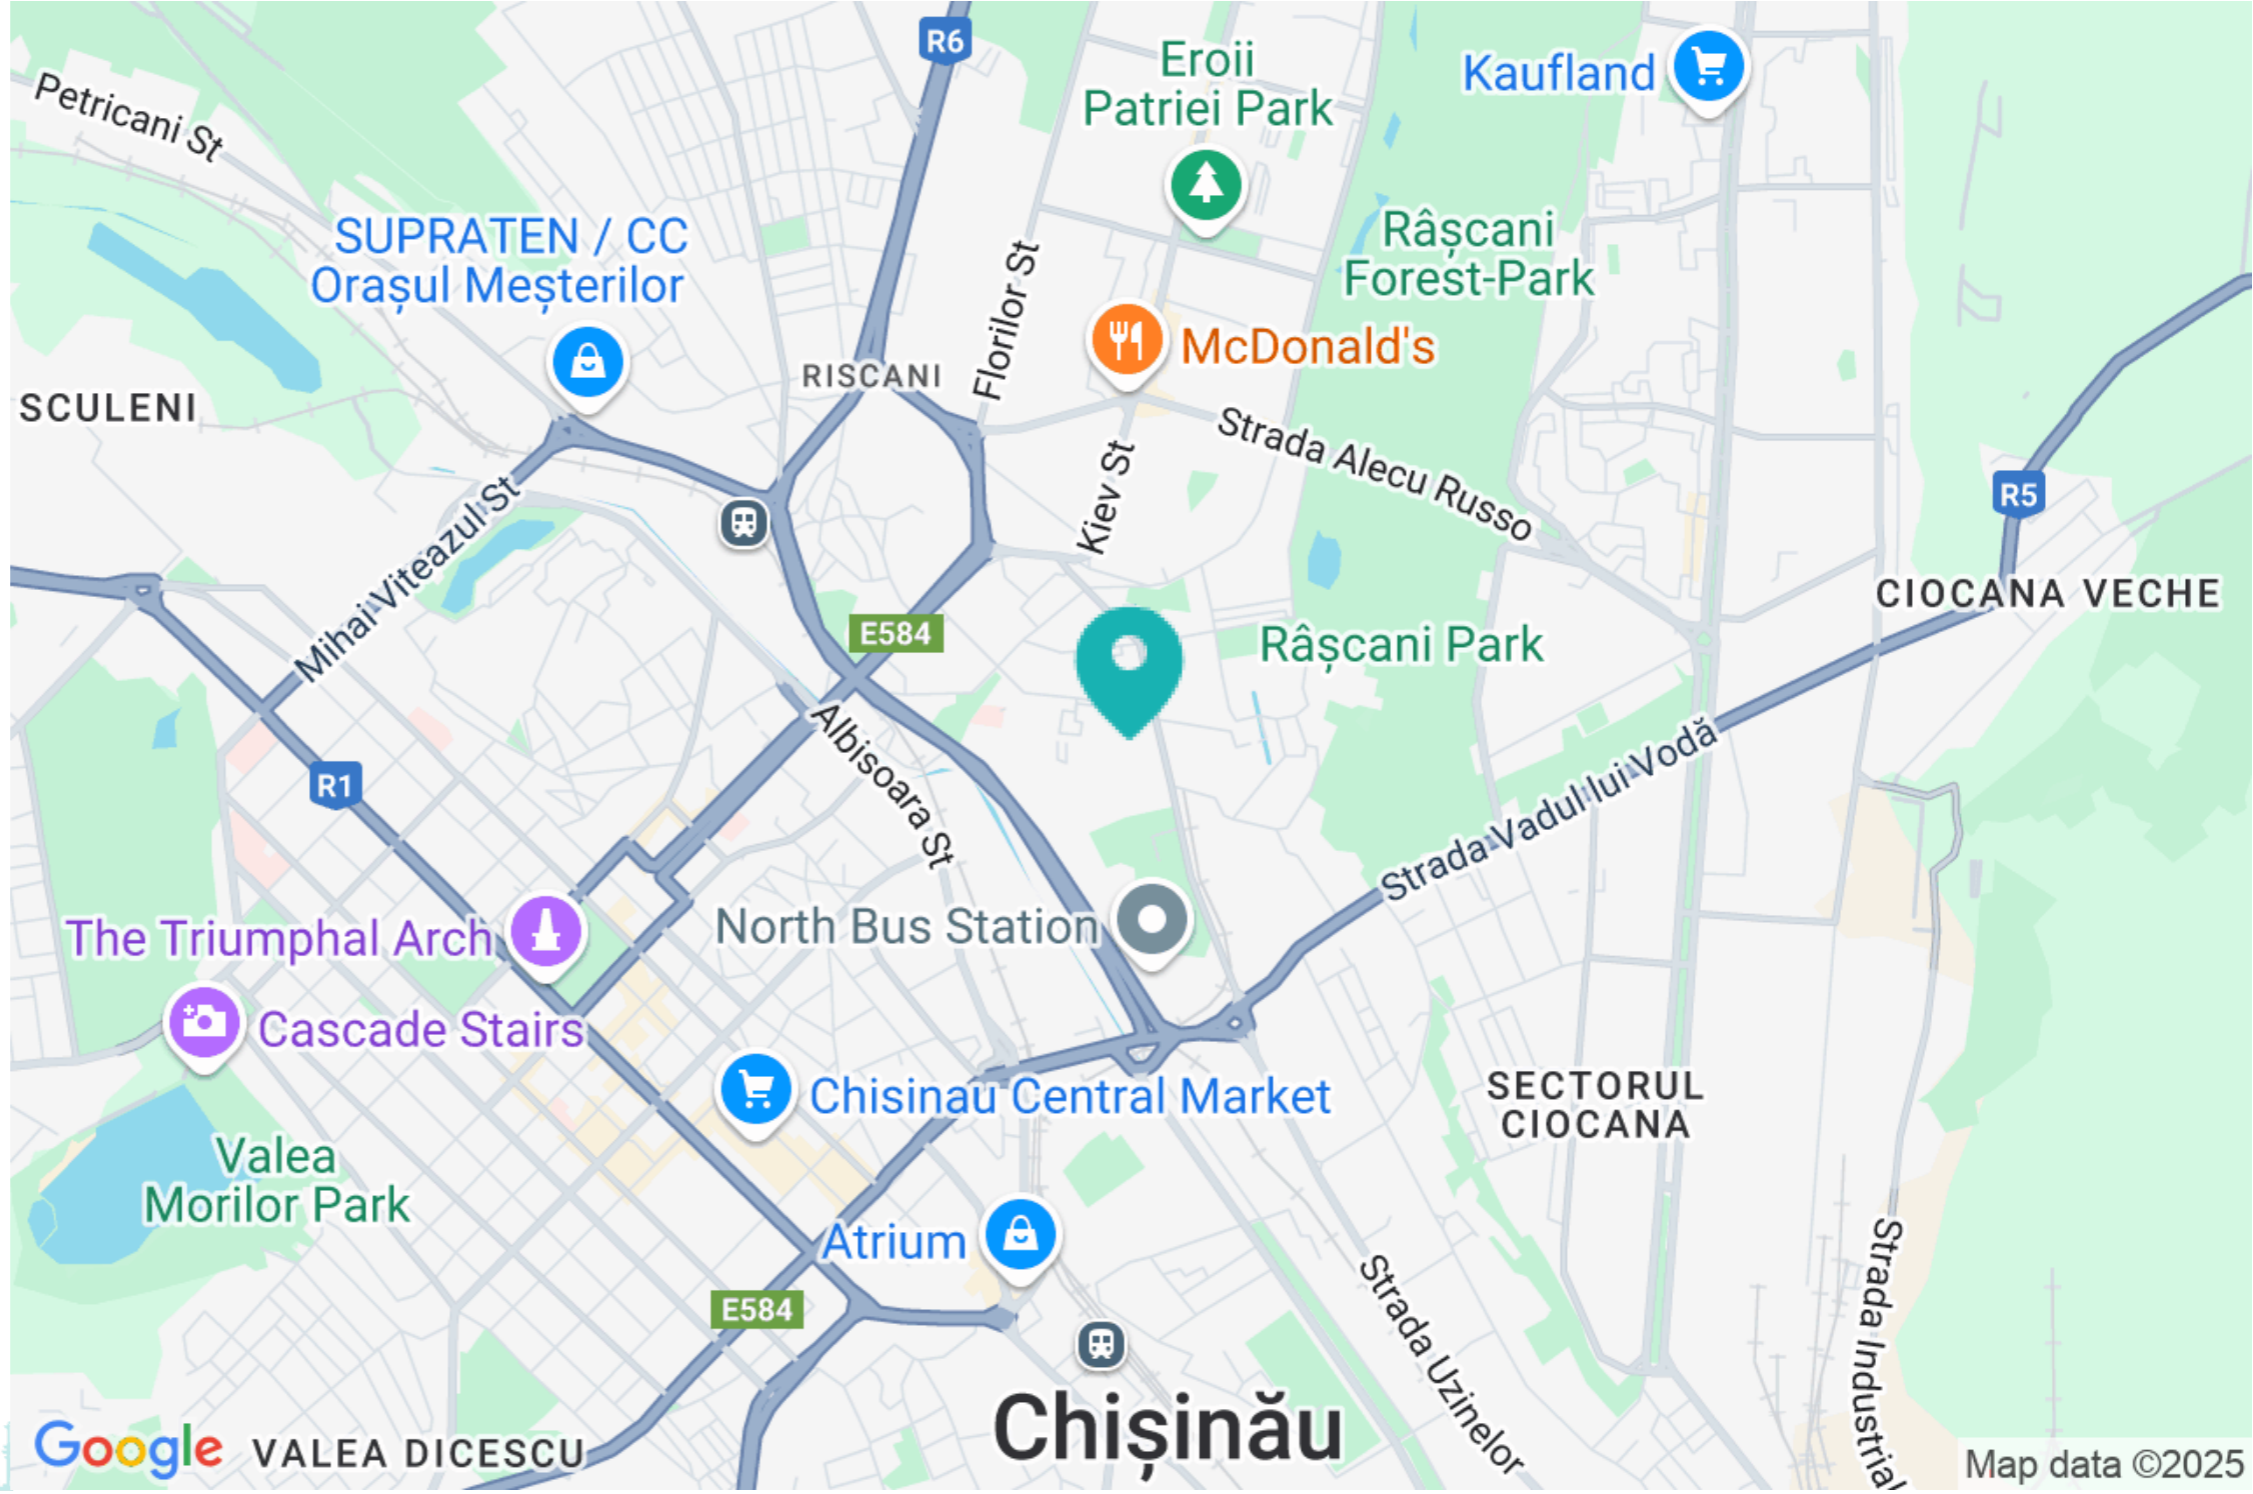 R6
Eroii
Patriei Park
Kaufland
Petricani St
SUPRATEN / CC
Orașul Meșterilor
Râșcani
Forest-Park
Florilor St
McDonald's
RISCANI
SCULENI
Strada Alecu Russo
Kiev St
R5
Mihai Viteazul St
CIOCANA VECHE
E584
Râșcani Park
Albisoara St
R1
Strada Vadul lui Vodă
The Triumphal Arch
North Bus Station
Cascade Stairs
Chisinau Central Market
SECTORUL
CIOCANA
Valea
Morilor Park
Atrium
E584
Strada Uzinelor
Strada Industrial
Chișinău
Google
VALEA DICESCU
Map data ©2025